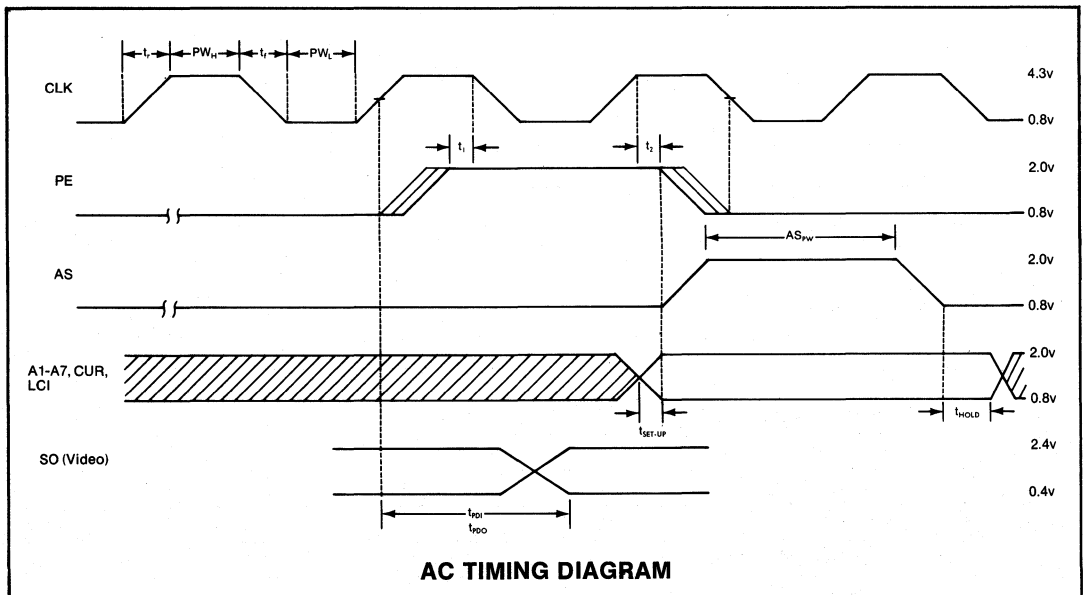 tr PWH tf PWL
CLK
4.3v
0.8v
t1 t2
PE
2.0v
0.8v
ASPW
AS
2.0v
0.8v
A1-A7, CUR,
LCI
2.0v
0.8v
tHOLD
tSET-UP
SO (Video)
2.4v
0.4v
tPDI
tPDO
AC TIMING DIAGRAM